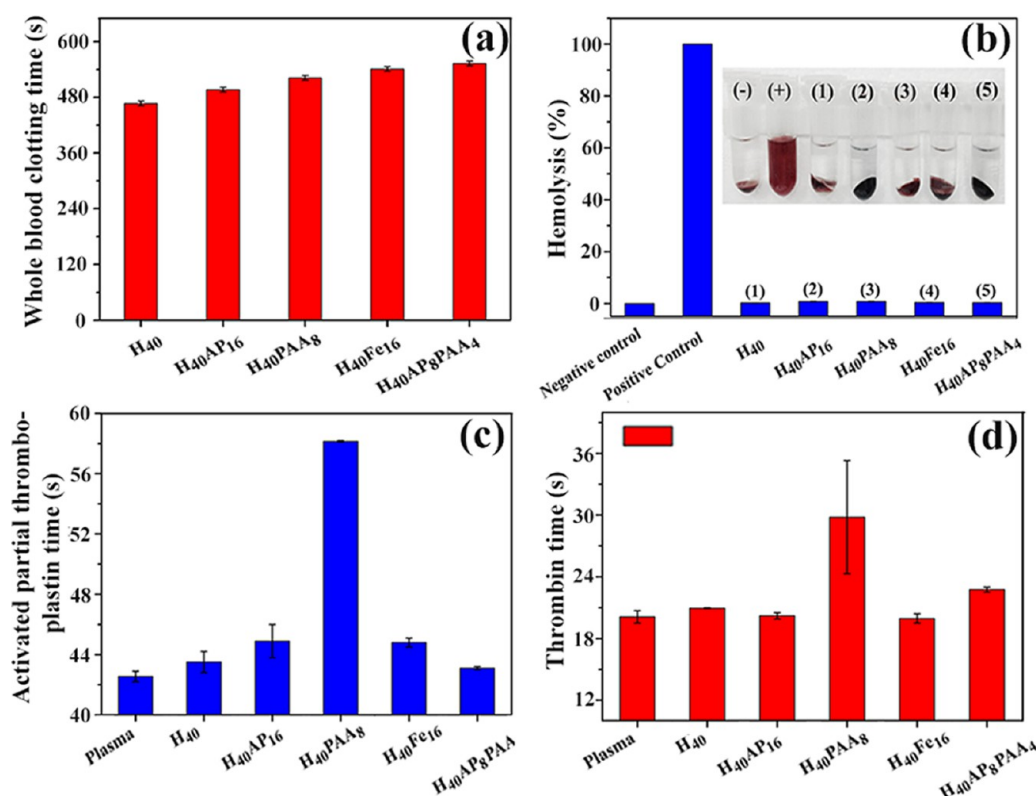 (a)
Whole blood clotting time (s)
600
480
360
240
120
0
H40
H40AP16
H40PAA8
H40Fe16
H40AP8PAA4
(b)
Hemolysis (%)
100
80
60
40
20
0
(-) (+) (1) (2) (3) (4) (5)
(1) (2) (3) (4) (5)
Negative control
Positive Control
H40
H40AP16
H40PAA8
H40Fe16
H40AP8PAA4
(c)
Activated partial thrombo-
plastin time (s)
60
56
52
48
44
40
Plasma
H40
H40AP16
H40PAA8
H40Fe16
H40AP8PAA
(d)
Thrombin time (s)
36
30
24
18
12
Plasma
H40
H40AP16
H40PAA8
H40Fe16
H40AP8PAA4